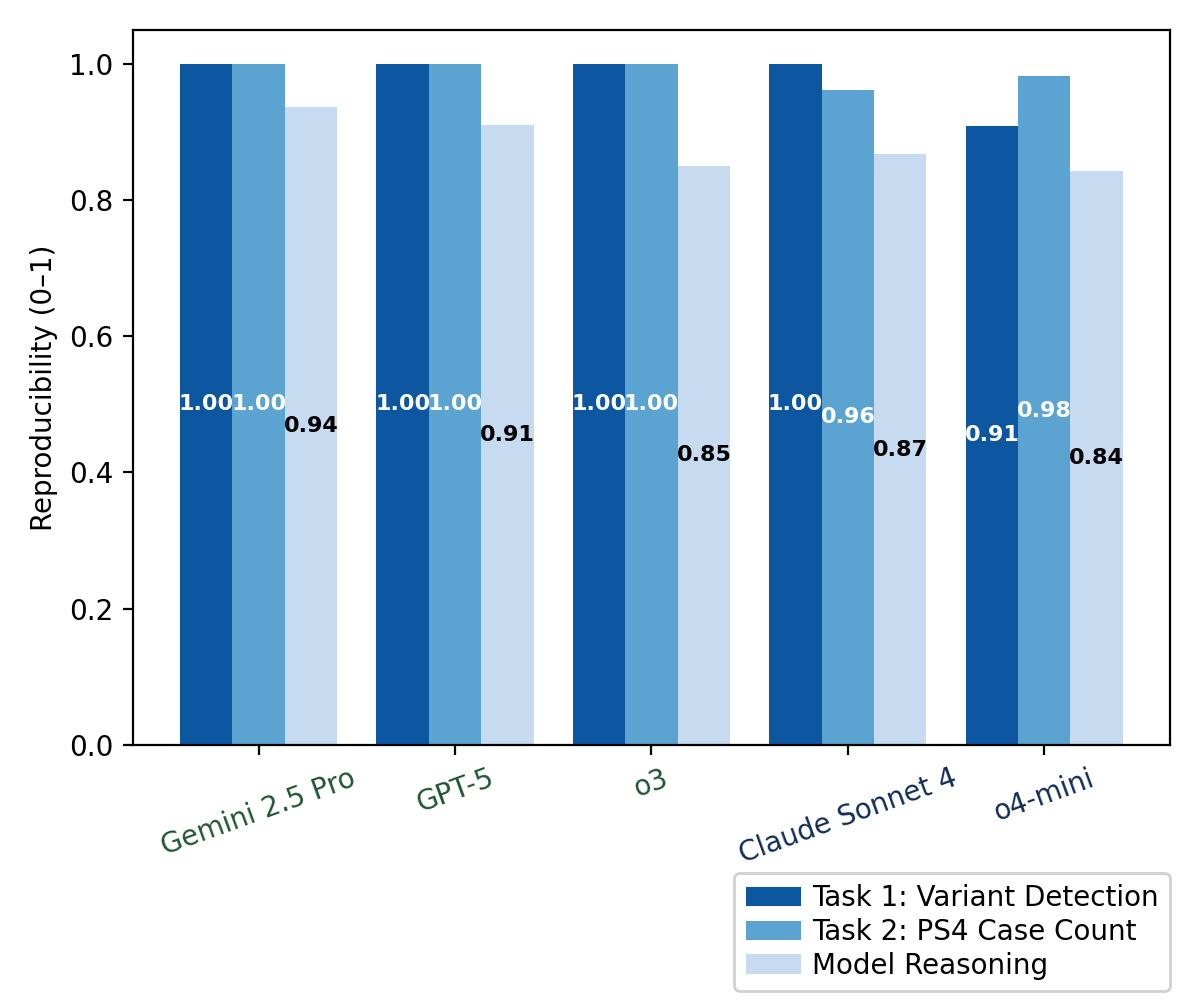 Reproducibility (0–1)
1.0
0.8
0.6
0.4
0.2
0.0
1.00 1.00 0.94
1.00 1.00 0.91
1.00 1.00 0.85
1.00 0.96 0.87
0.91 0.98 0.84
Gemini 2.5 Pro
GPT-5
o3
Claude Sonnet 4
o4-mini
Task 1: Variant Detection
Task 2: PS4 Case Count
Model Reasoning